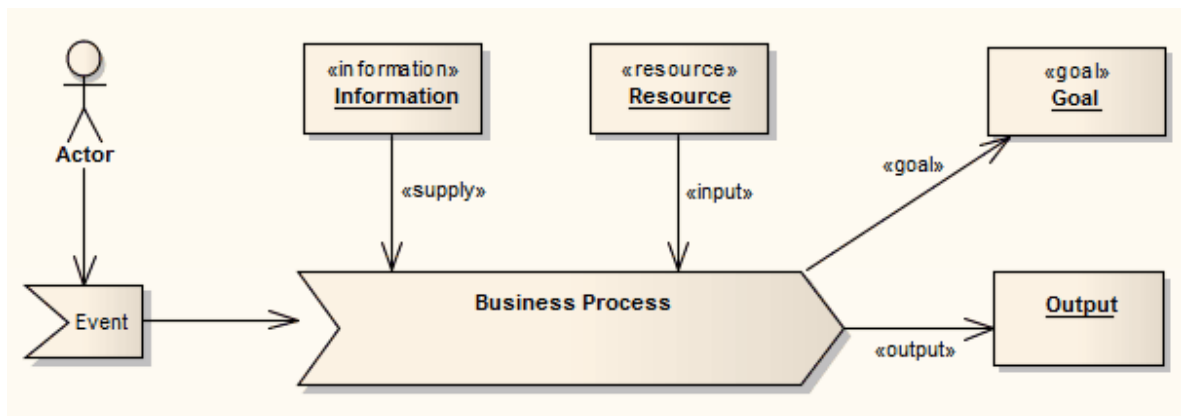 «information»
Information
«resource»
Resource
«goal»
Goal
Actor
«supply»
«input»
«goal»
Event
Business Process
Output
«output»